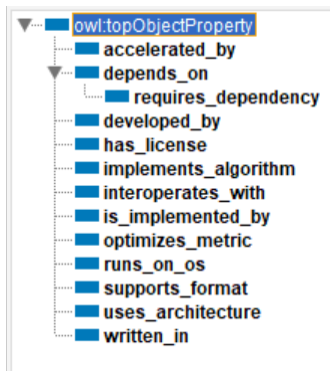 owl:topObjectProperty
accelerated_by
depends_on
requires_dependency
developed_by
has_license
implements_algorithm
interoperates_with
is_implemented_by
optimizes_metric
runs_on_os
supports_format
uses_architecture
written_in